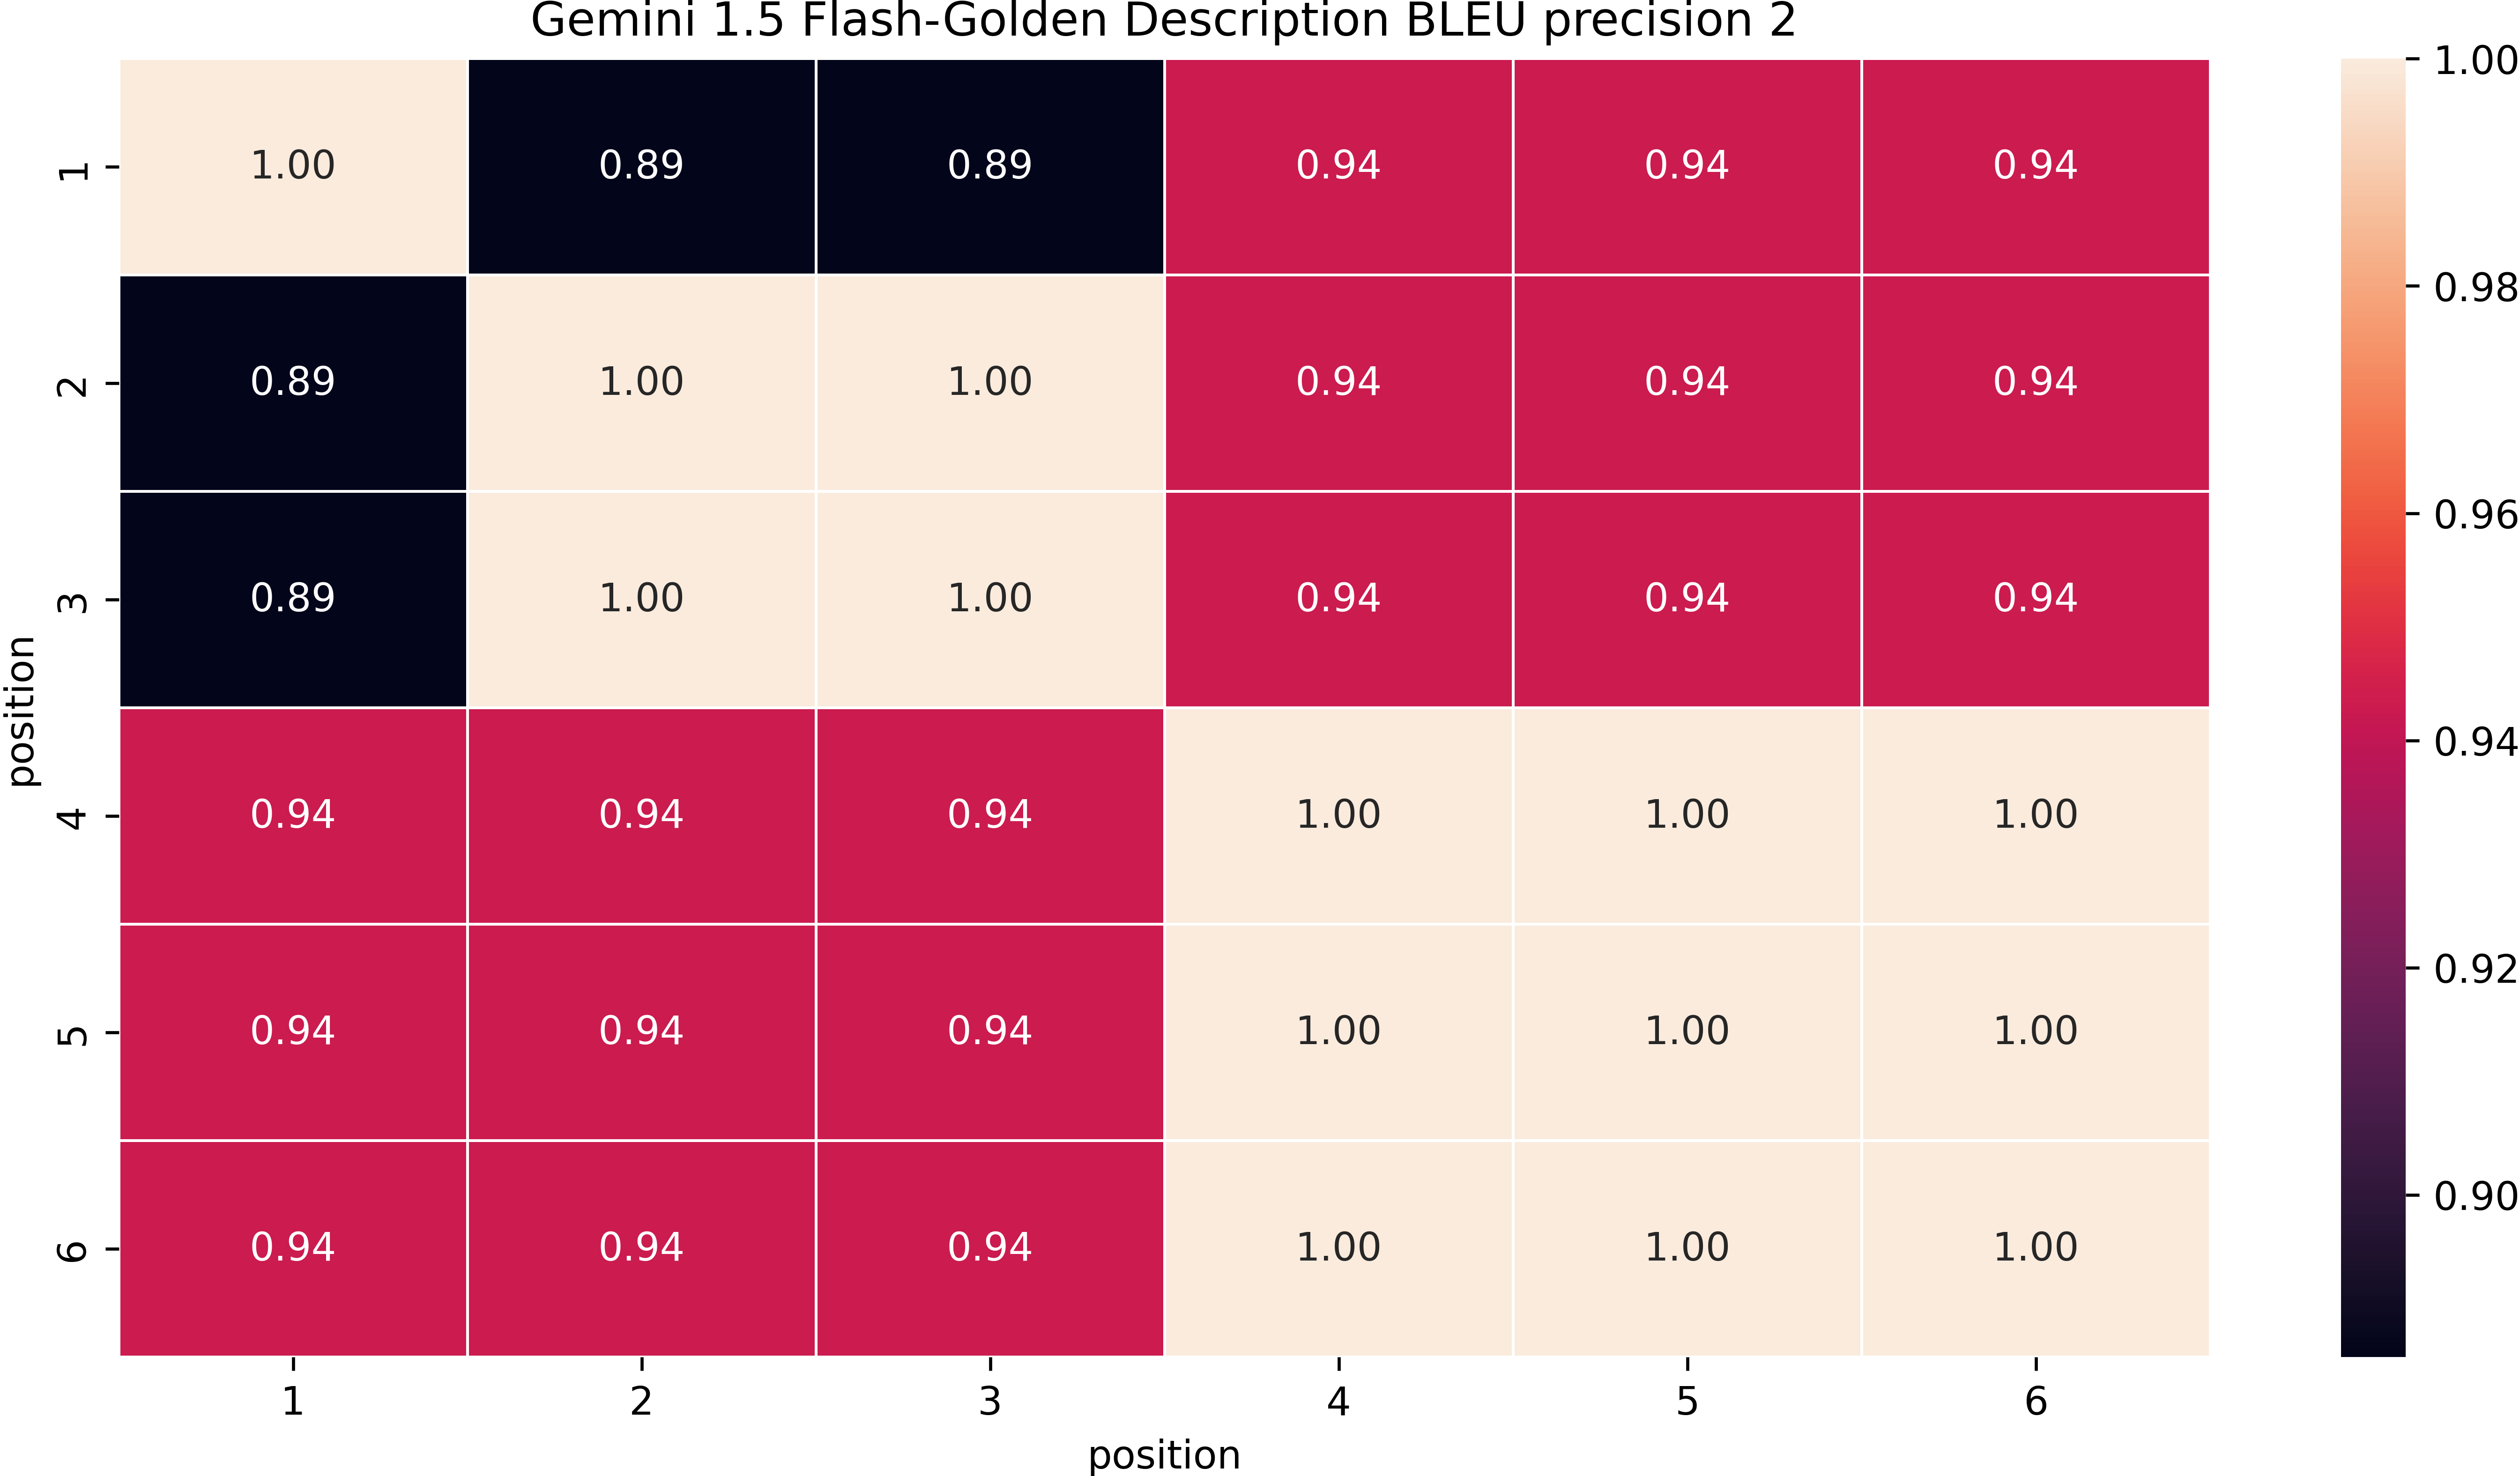 Gemini 1.5 Flash-Golden Description BLEU precision 2
1 1.00 0.89 0.89 0.94 0.94 0.94
2 0.89 1.00 1.00 0.94 0.94 0.94
3 0.89 1.00 1.00 0.94 0.94 0.94
4 0.94 0.94 0.94 1.00 1.00 1.00
5 0.94 0.94 0.94 1.00 1.00 1.00
6 0.94 0.94 0.94 1.00 1.00 1.00
position
1 2 3 4 5 6
position
1.00
0.98
0.96
0.94
0.92
0.90